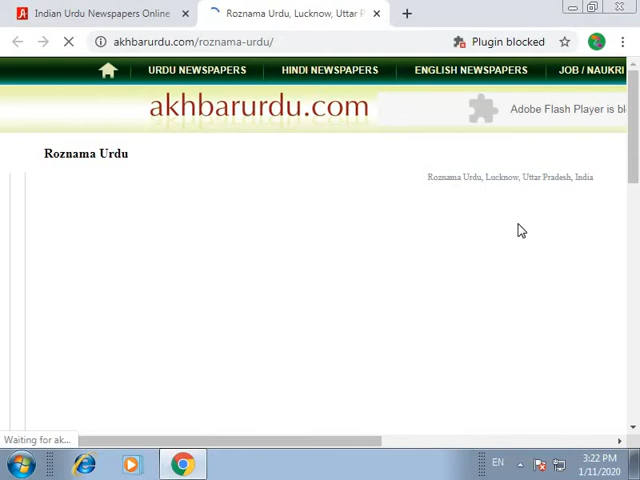 Indian Urdu Newspapers Online
Roznama Urdu, Lucknow, Uttar P
akhbarurdu.com/roznama-urdu/
Plugin blocked
URDU NEWSPAPERS
HINDI NEWSPAPERS
ENGLISH NEWSPAPERS
JOB / NAUKRI
akhbarurdu.com
Adobe Flash Player is bl
Roznama Urdu
Roznama Urdu, Lucknow, Uttar Pradesh, India
Waiting for ak...
EN
3:22 PM
1/11/2020